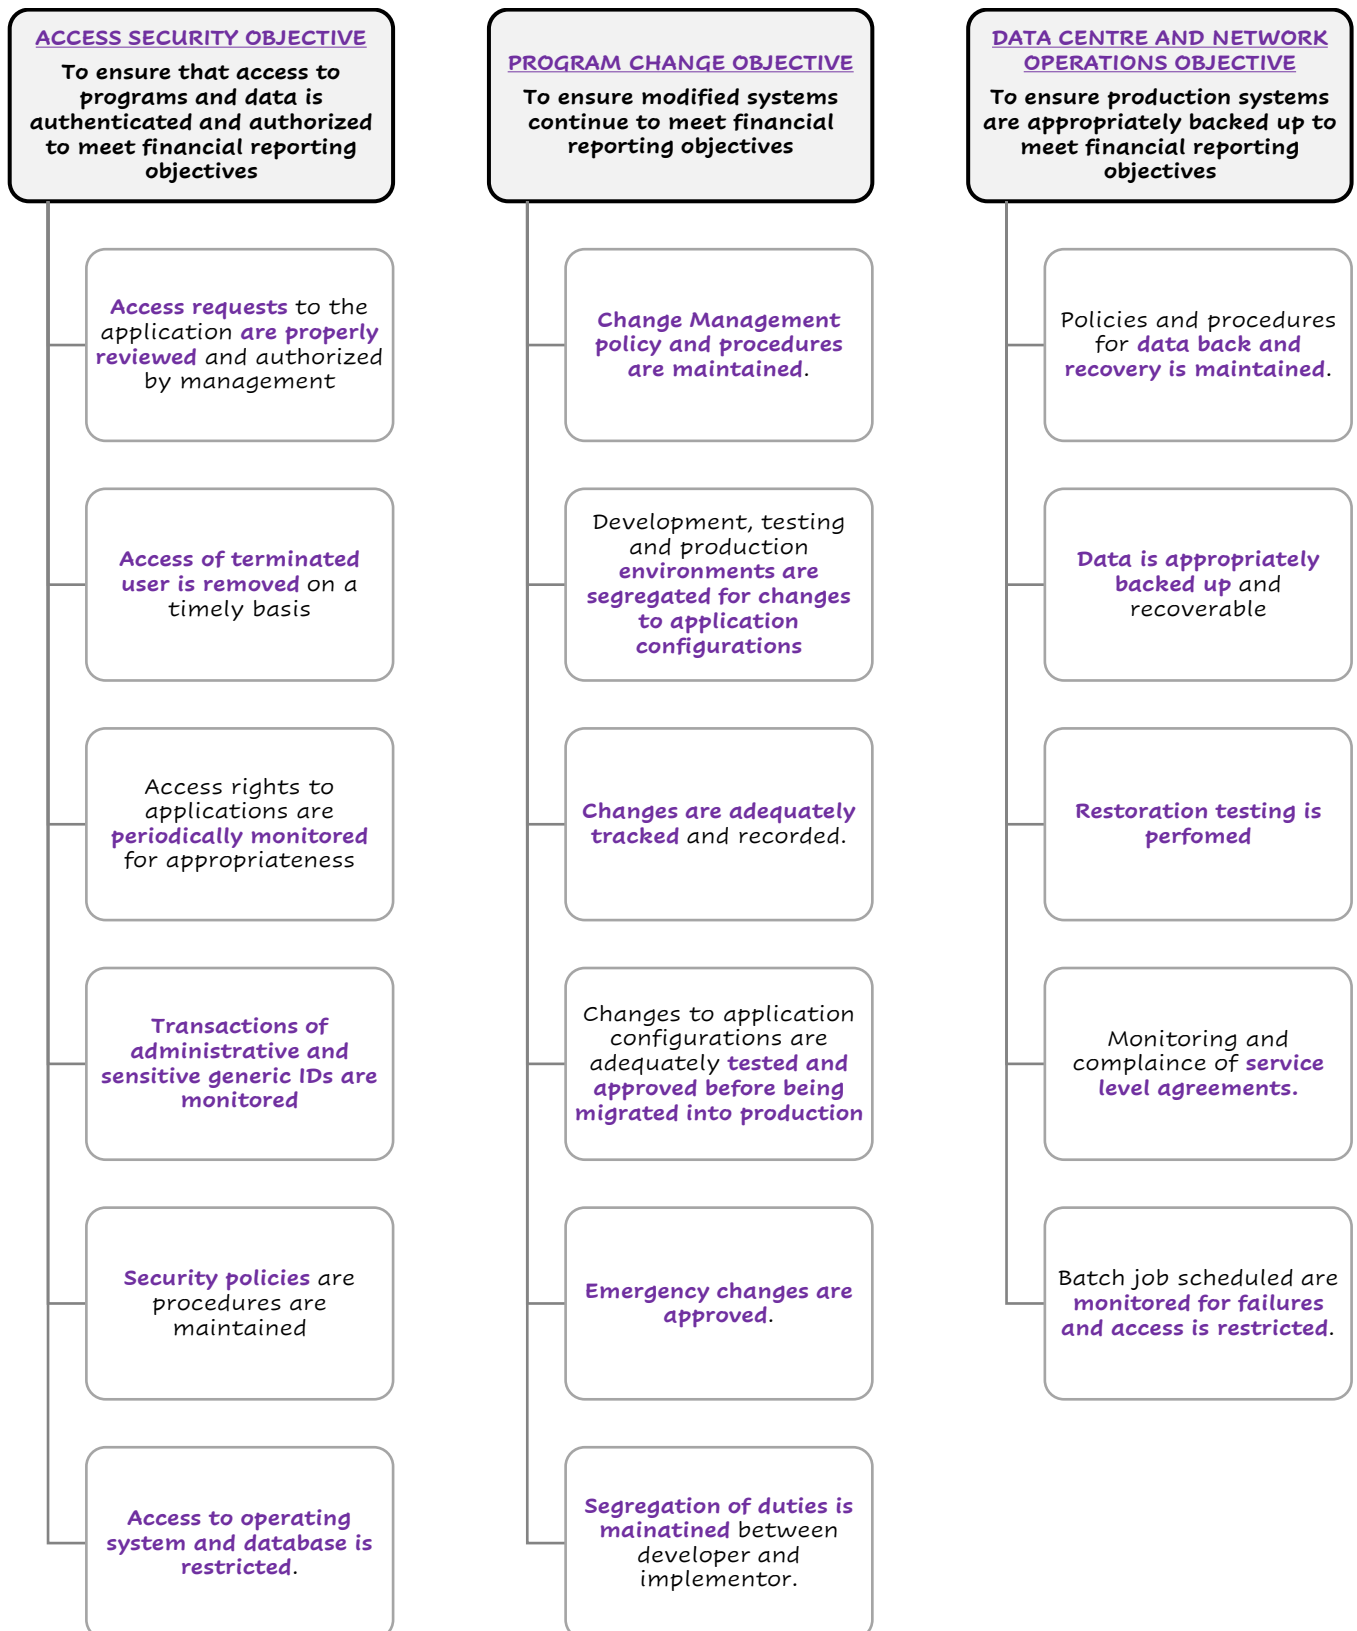 ACCESS SECURITY OBJECTIVE
To ensure that access to
programs and data is
authenticated and authorized
to meet financial reporting
objectives
Access requests to the
application are properly
reviewed and authorized
by management
Access of terminated
user is removed on a
timely basis
Access rights to
applications are
periodically monitored
for appropriateness
Transactions of
administrative and
sensitive generic IDs are
monitored
Security policies are
procedures are
maintained
Access to operating
system and database is
restricted.
PROGRAM CHANGE OBJECTIVE
To ensure modified systems
continue to meet financial
reporting objectives
Change Management
policy and procedures
are maintained.
Development, testing
and production
environments are
segregated for changes
to application
configurations
Changes are adequately
tracked and recorded.
Changes to application
configurations are
adequately tested and
approved before being
migrated into production
Emergency changes are
approved.
Segregation of duties is
mainatined between
developer and
implementor.
DATA CENTRE AND NETWORK
OPERATIONS OBJECTIVE
To ensure production systems
are appropriately backed up to
meet financial reporting
objectives
Policies and procedures
for data back and
recovery is maintained.
Data is appropriately
backed up and
recoverable
Restoration testing is
perfomed
Monitoring and
complaince of service
level agreements.
Batch job scheduled are
monitored for failures
and access is restricted.